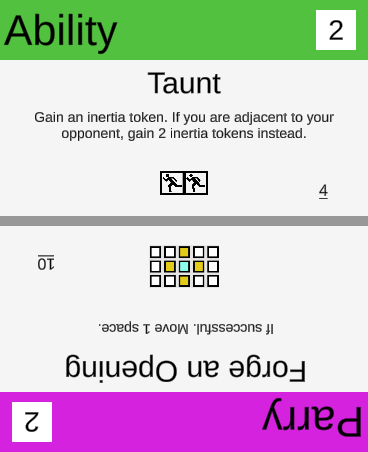 Ability
2
Taunt
Gain an inertia token. If you are adjacent to your
opponent, gain 2 inertia tokens instead.
4
Parry
2
Forge an Opening
If successful. Move 1 space.
10